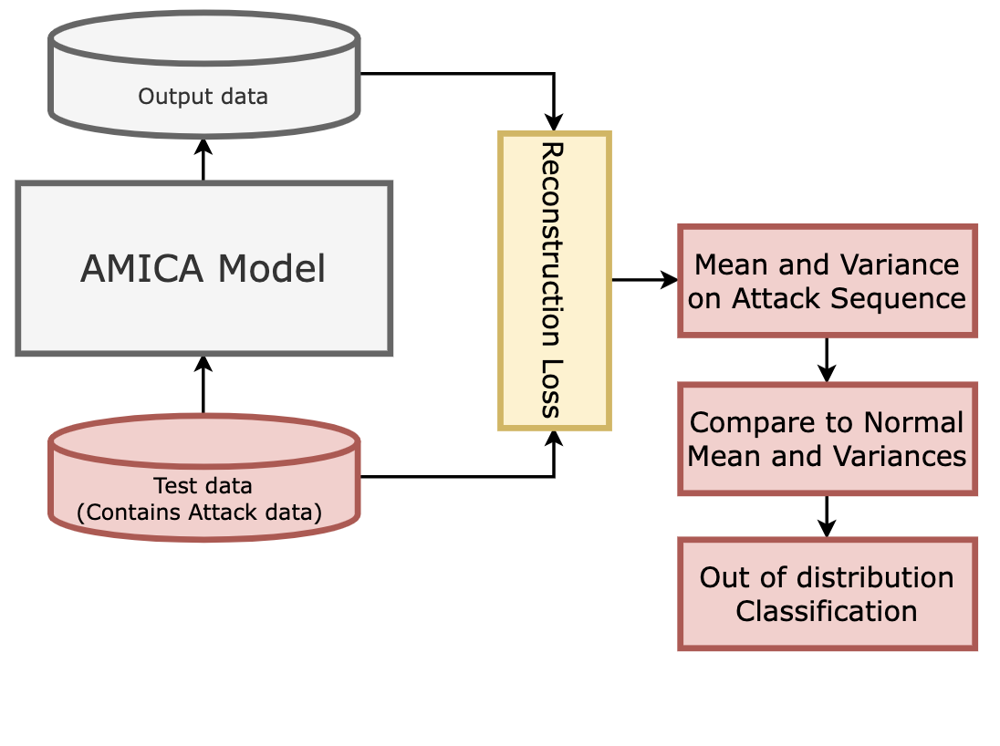 Output data
AMICA Model
Test data
(Contains Attack data)
Reconstruction Loss
Mean and Variance
on Attack Sequence
Compare to Normal
Mean and Variances
Out of distribution
Classification